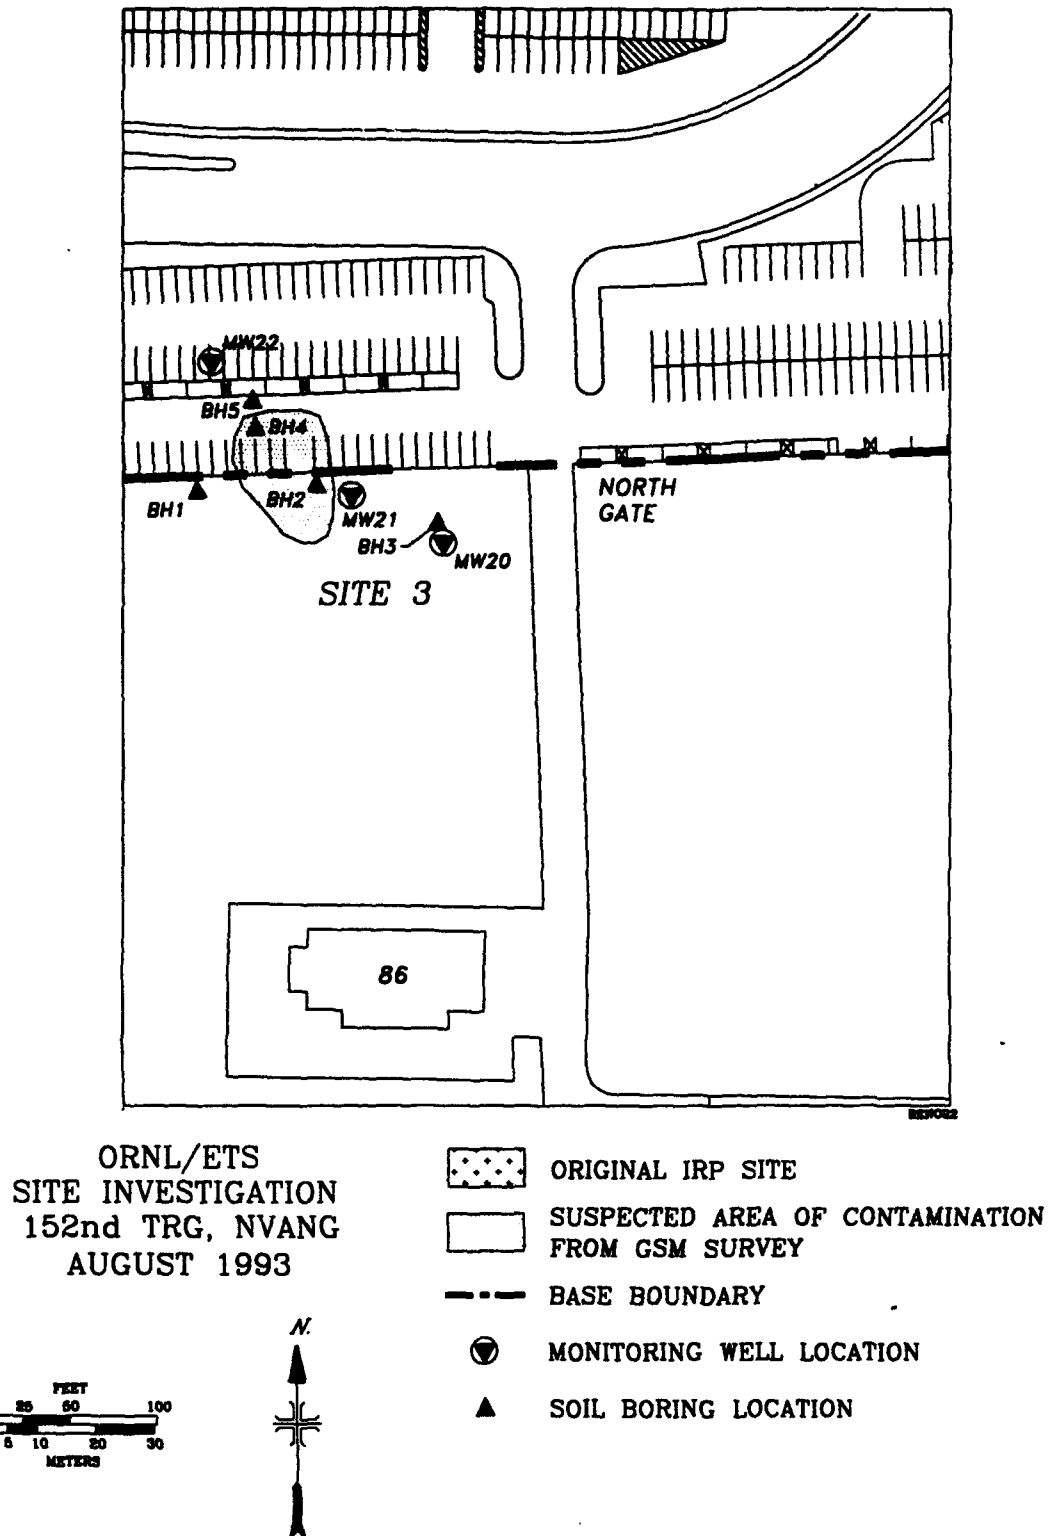 MW22
BH5
BH4
BH1
BH2
MW21
BH3
MW20
NORTH
GATE
SITE 3
86
ORNL/ETS
SITE INVESTIGATION
152nd TRG, NVANG
AUGUST 1993
ORIGINAL IRP SITE
SUSPECTED AREA OF CONTAMINATION
FROM GSM SURVEY
BASE BOUNDARY
MONITORING WELL LOCATION
SOIL BORING LOCATION
N.
FEET
25 50 100
5 10 20 30
METERS